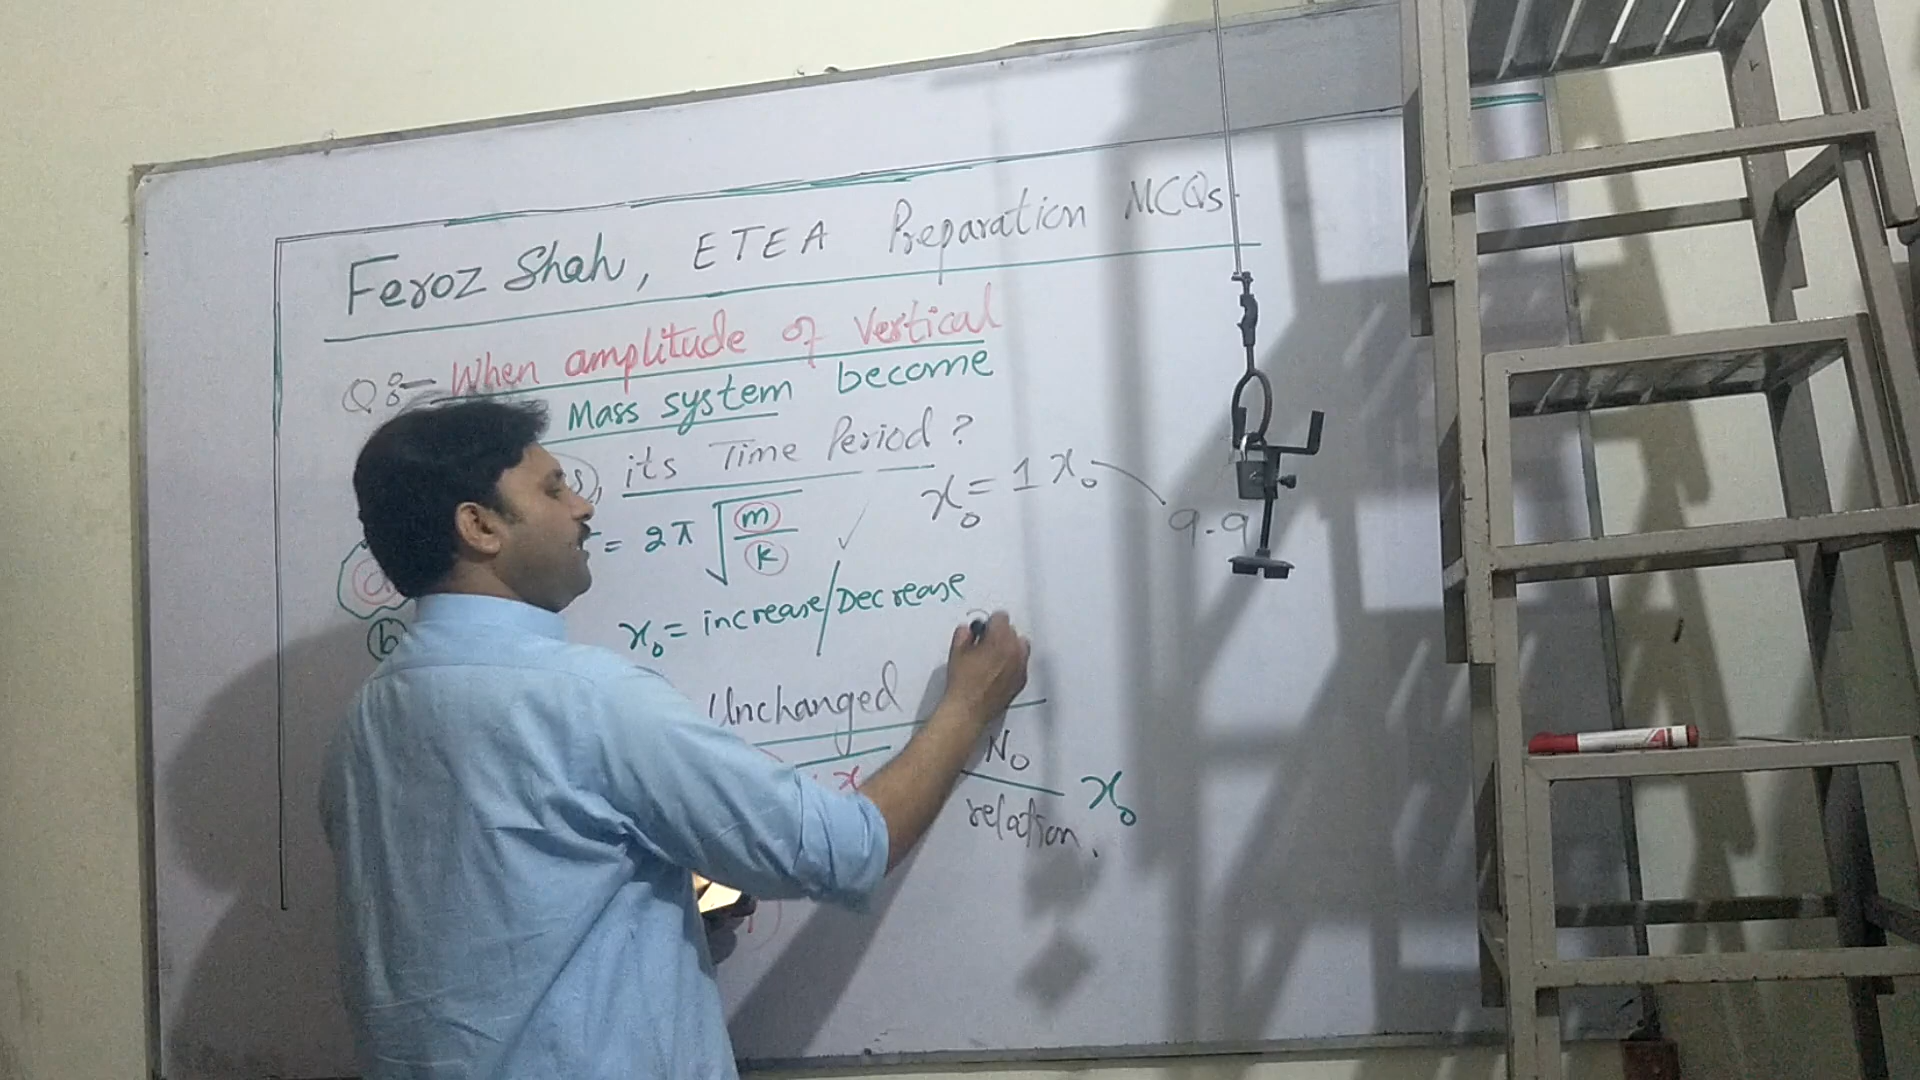 Feroz Shah, ETEA Preparation MCQs
Q:- When amplitude of Vertical
Mass system become
its Time Period?
= 2π √m/k
x₀ = 1 x₀
9.9
x₀ = increase/Decrease
b
Unchanged
x
No
relation.
x₀